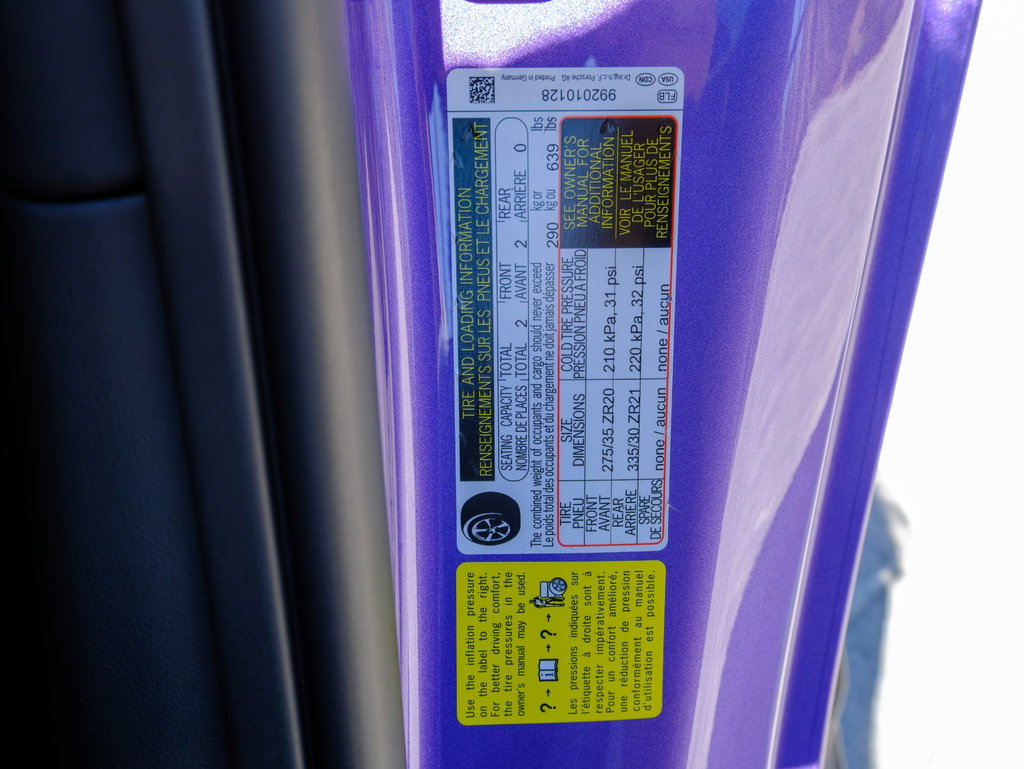 TIRE AND LOADING INFORMATION
RENSEIGNEMENTS SUR LES PNEUS ET LE CHARGEMENT
SEATING CAPACITY TOTAL 2 FRONT 2 REAR 0
NOMBRE DE PLACES TOTAL AVANT ARRIÈRE
The combined weight of occupants and cargo should never exceed 290 kg or 639 lbs
Le poids total des occupants et du chargement ne doit jamais dépasser kg ou lbs
TIRE SIZE COLD TIRE PRESSURE
PNEU DIMENSIONS PRESSION PNEU A FROID
FRONT
AVANT 275/35 ZR20 210 kPa, 31 psi
REAR
ARRIERE 335/30 ZR21 220 kPa, 32 psi
SPARE
DE SECOURS none / aucun none / aucun
SEE OWNER'S
MANUAL FOR
ADDITIONAL
INFORMATION
VOIR LE MANUEL
DE L'USAGER
POUR PLUS DE
RENSEIGNEMENTS
FLB 992010128
USA CDN Dr.Ing.h.c.F. Porsche AG Printed in Germany
Use the inflation pressure
on the label to the right.
For better driving comfort,
the tire pressures in the
owner's manual may be used.
? → i → ? →
Les pressions indiquées sur
l'étiquette à droite sont à
respecter impérativement.
Pour un confort amélioré,
une réduction de pression
conformément au manuel
d'utilisation est possible.